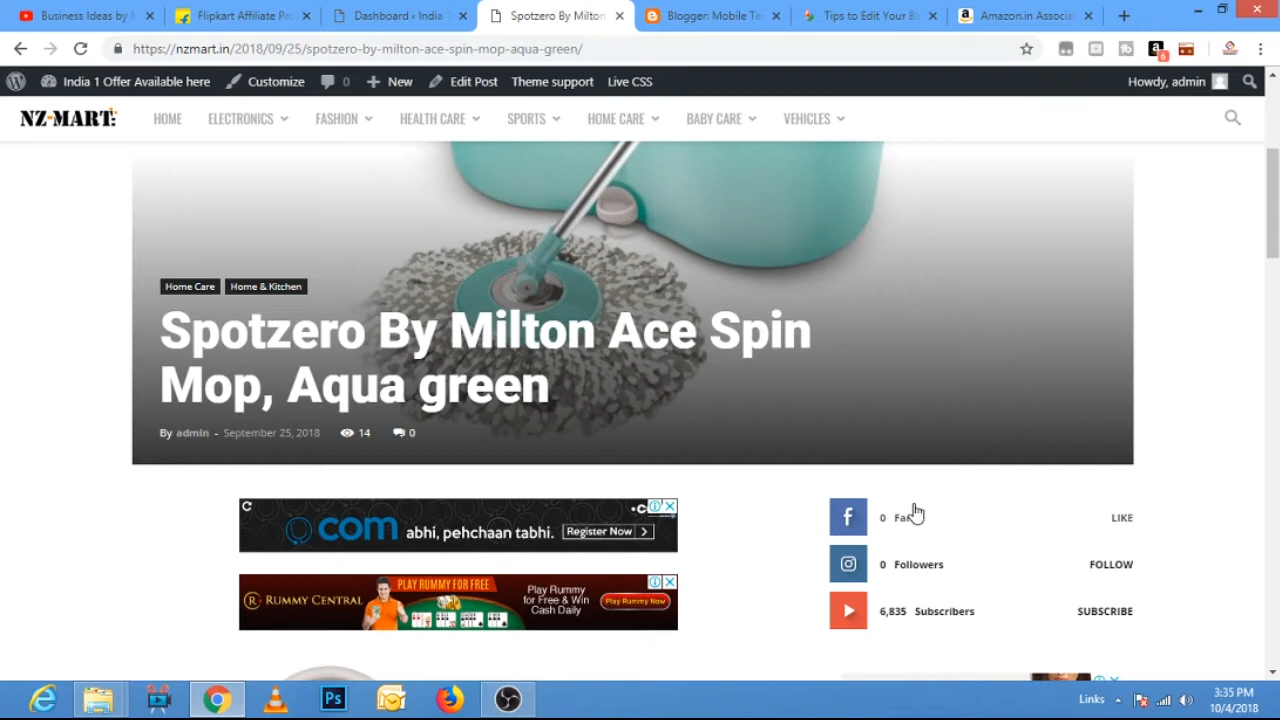 Business Ideas by M
Flipkart Affiliate Pro
Dashboard ‹ India
Spotzero By Milton
Blogger: Mobile Te
Tips to Edit Your
Amazon.in Associa
https://nzmart.in/2018/09/25/spotzero-by-milton-ace-spin-mop-aqua-green/
6
India 1 Offer Available here
Customize
0
New
Edit Post
Theme support
Live CSS
Howdy, admin
NZ-MART
HOME
ELECTRONICS
FASHION
HEALTH CARE
SPORTS
HOME CARE
BABY CARE
VEHICLES
Home Care
Home & Kitchen
Spotzero By Milton Ace Spin
Mop, Aqua green
By admin - September 25, 2018 14 0
com abhi, pehchaan tabhi. Register Now
RUMMY CENTRAL
PLAY RUMMY FOR FREE
Play Rummy
for Free & Win
Cash Daily
Play Rummy Now
0 LIKE
0 Followers FOLLOW
6,835 Subscribers SUBSCRIBE
Ps
Links
3:35 PM
10/4/2018